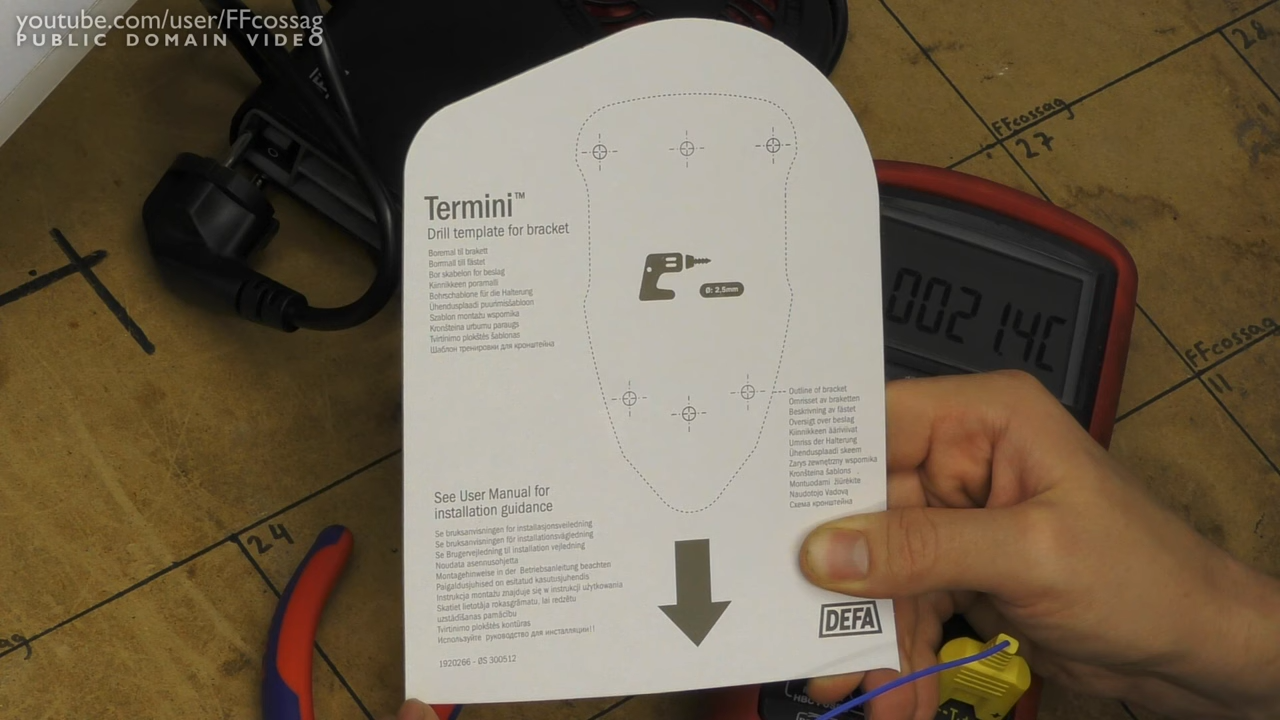 youtube.com/user/FFcossag
PUBLIC DOMAIN VIDEO
28
FFcossag
27
Termini™
Drill template for bracket
Boremal til brakett
Borrmall till fästet
Bor skabelon for beslag
Kiinnikkeen poramalli
Bohrschablone für die Halterung
Ühendusplaadi puurimisšabloon
Szablon montażu wspornika
Kronšteina urbumu paraugs
Tvirtinimo plokštės šablonas
Шаблон тренировки для кронштейна
Ø: 2,5mm
00214C
FFcossag
11
Outline of bracket
Omrisset av braketten
Beskrivning av fästet
Oversigt over beslag
Kiinnikkeen ääriviivat
Umriss der Halterung
Ühendusplaadi skeem
Zarys zewnętrzny wspornika
Kronšteina šablons
Montuodami žiūrėkite
Naudotojo Vadovą
Схема кронштейна
See User Manual for
installation guidance
Se bruksanvisningen for installasjonsveiledning
Se bruksanvisningen för installationsvägledning
Se Brugervejledning til installation vejledning
Noudata asennusohjetta
Montagehinweise in der Betriebsanleitung beachten
Paigaldusjuhised on esitatud kasutusjuhendis
Instrukcja montażu znajduje się w instrukcji użytkowania
Skatiet lietotāja rokasgrāmatu, lai redzētu
uzstādīšanas pamācību
Tvirtinimo plokštės kontūras
Используйте руководство для инсталляции!!
1920266 - ØS 300512
DEFA
24